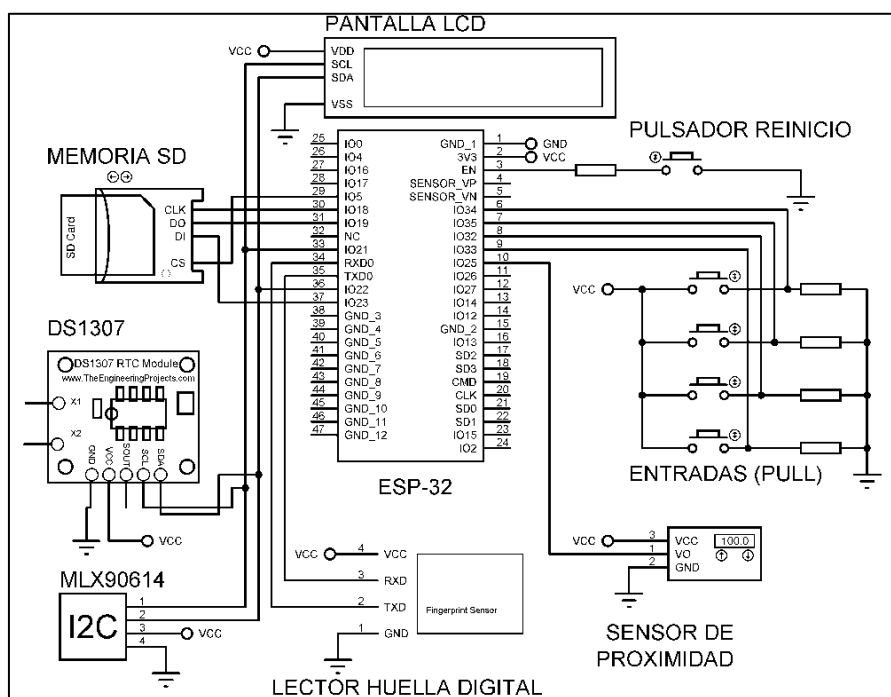 PANTALLA LCD
VCC
VDD
SCL
SDA
VSS
MEMORIA SD
SD Card
CLK
DO
DI
CS
25 IO0
26 IO4
27 IO16
28 IO17
29 IO5
30 IO18
31 IO19
32 NC
33 IO21
34 RXD0
35 TXD0
36 IO22
37 IO23
38 GND_3
39 GND_4
40 GND_5
41 GND_6
42 GND_7
43 GND_8
44 GND_9
45 GND_10
46 GND_11
47 GND_12
GND_1 1 GND
3V3 2 VCC
EN 3
SENSOR_VP 4
SENSOR_VN 5
IO34 6
IO35 7
IO32 8
IO33 9
IO25 10
IO26 11
IO27 12
IO14 13
IO12 14
GND_2 15
IO13 16
SD2 17
SD3 18
CMD 19
CLK 20
SD0 21
SD1 22
IO15 23
IO2 24
ESP-32
PULSADOR REINICIO
VCC
ENTRADAS (PULL)
DS1307
DS1307 RTC Module
www.TheEngineeringProjects.com
X1
X2
GND
VCC
SOUT
SCL
SDA
VCC
MLX90614
I2C
1
2
3 VCC
4
VCC 4 VCC
3 RXD
2 TXD
1 GND
Fingerprint Sensor
LECTOR HUELLA DIGITAL
VCC 3 VCC
1 VO
2 GND
100.0
SENSOR DE
PROXIMIDAD